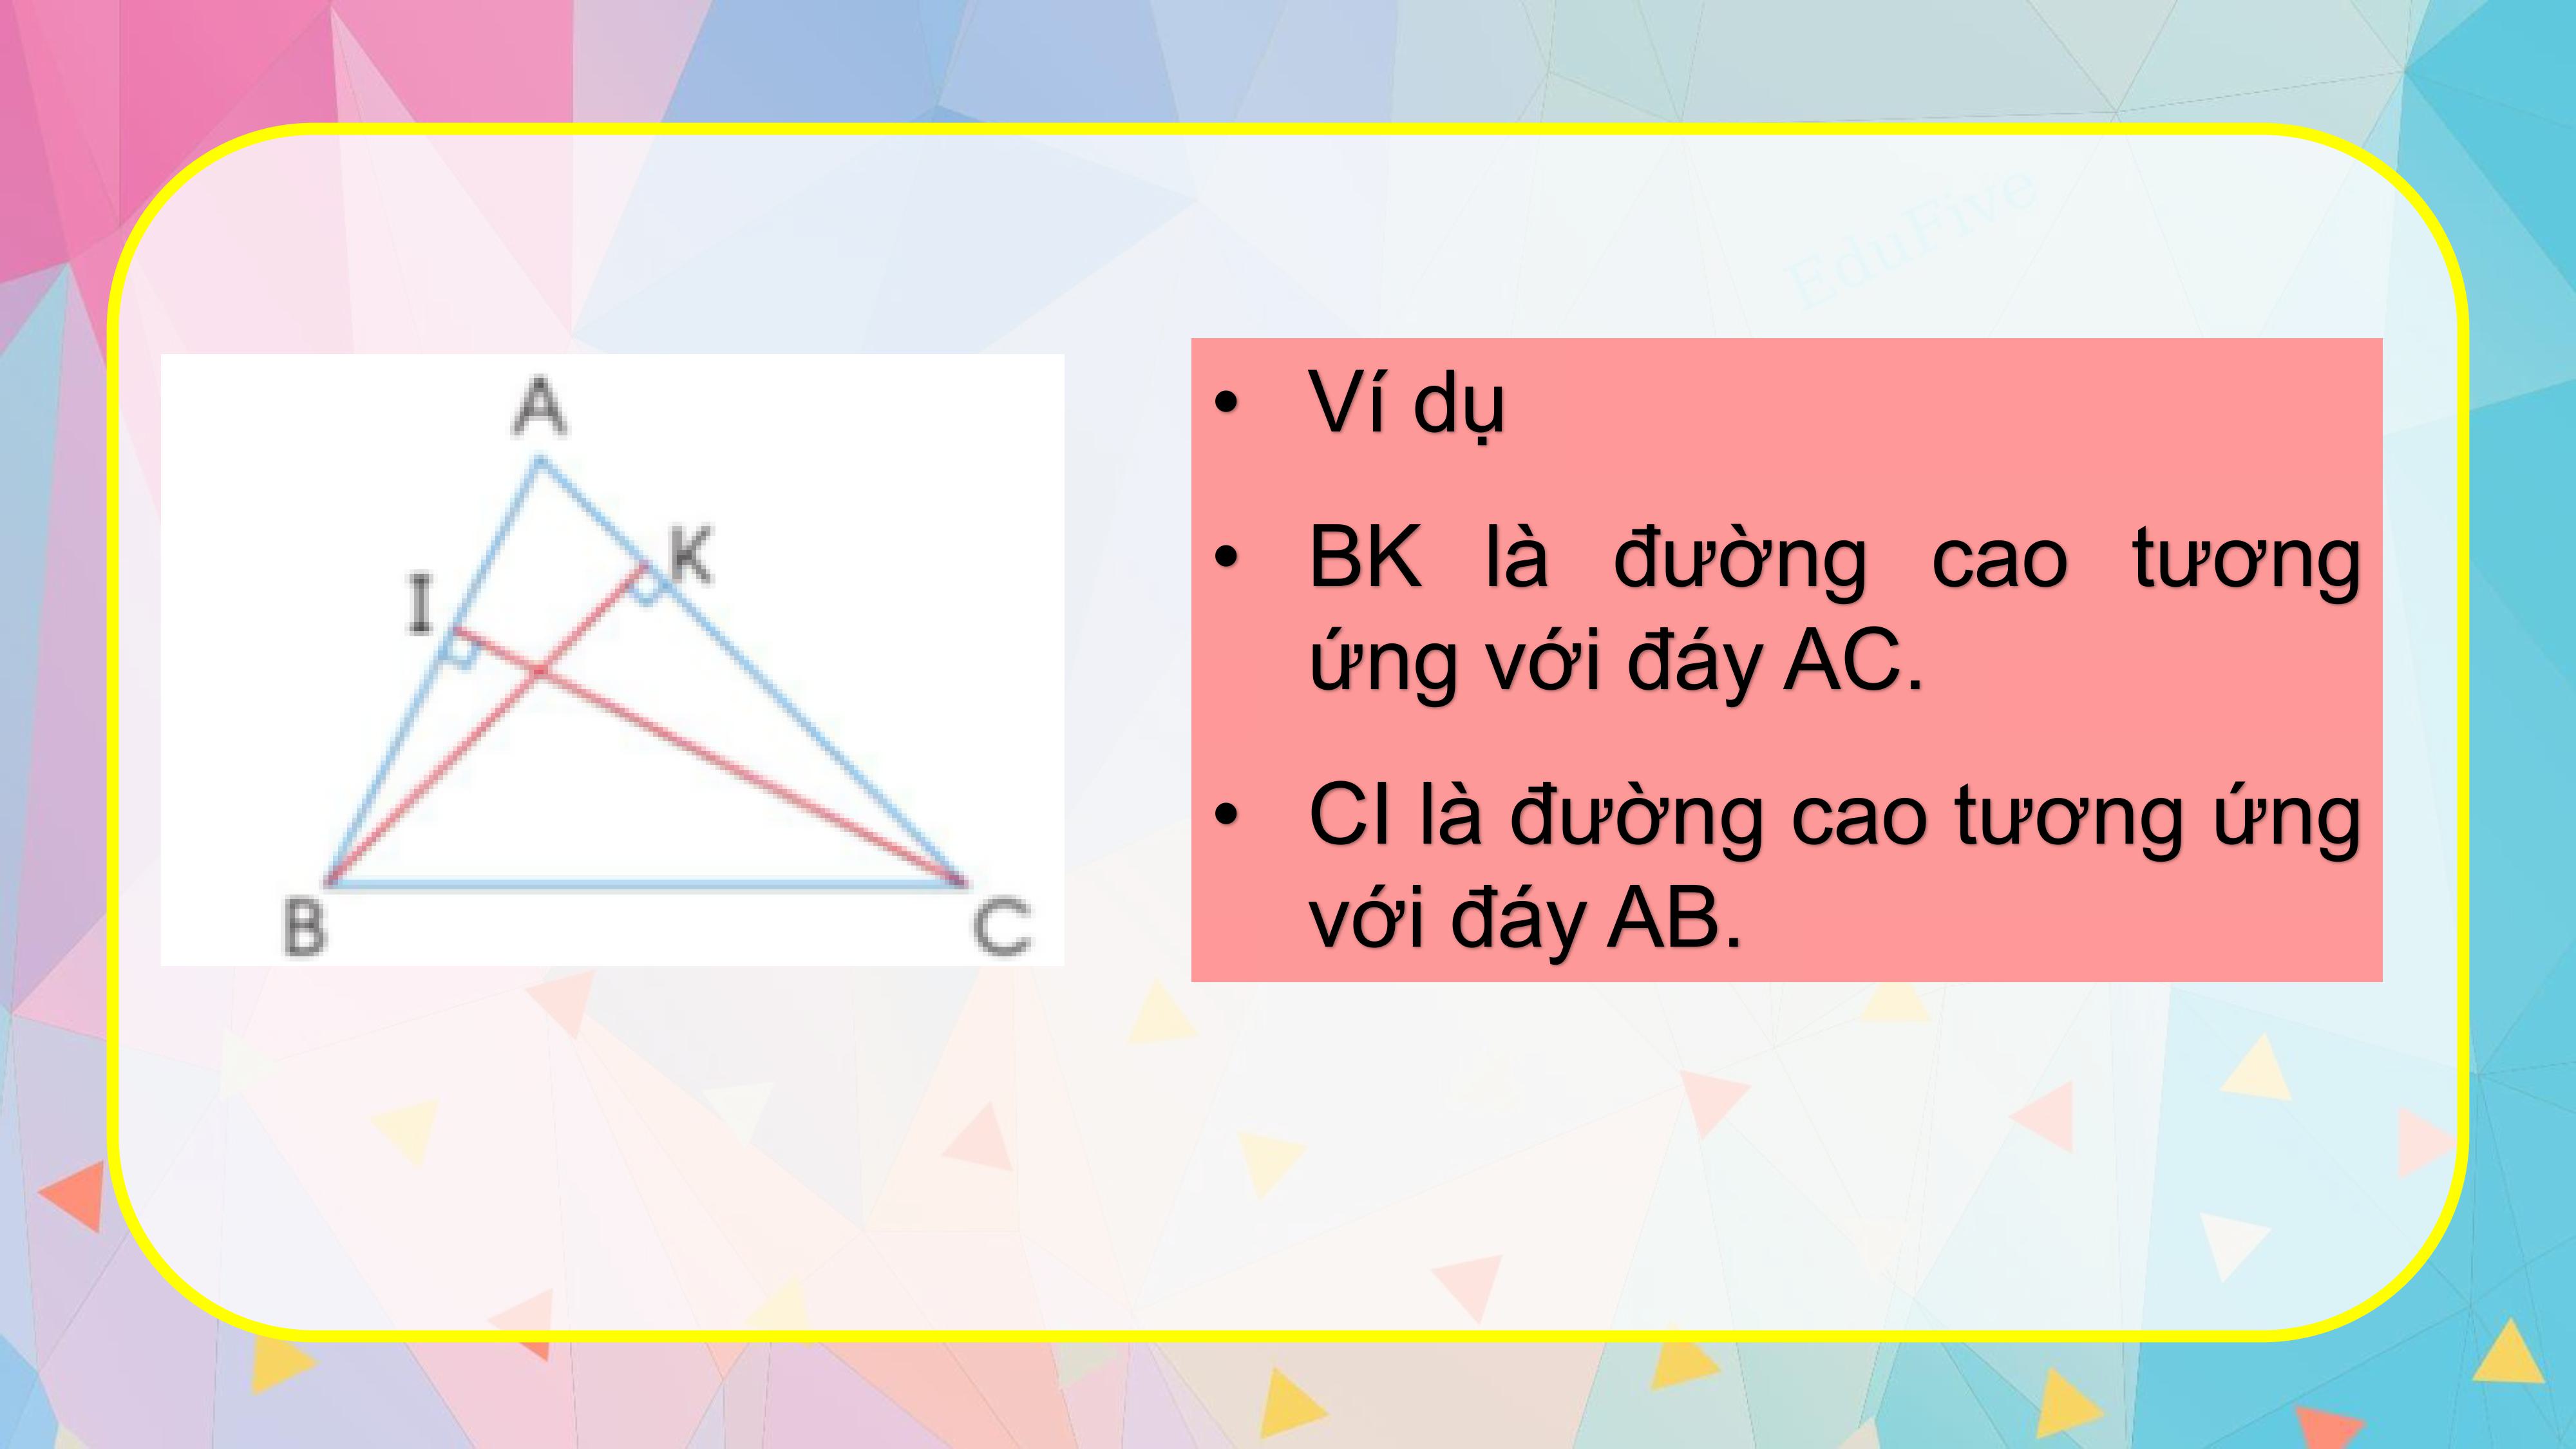 EduFive
A
K
I
B
C
• Ví dụ
• BK là đường cao tương
ứng với đáy AC.
• CI là đường cao tương ứng
với đáy AB.